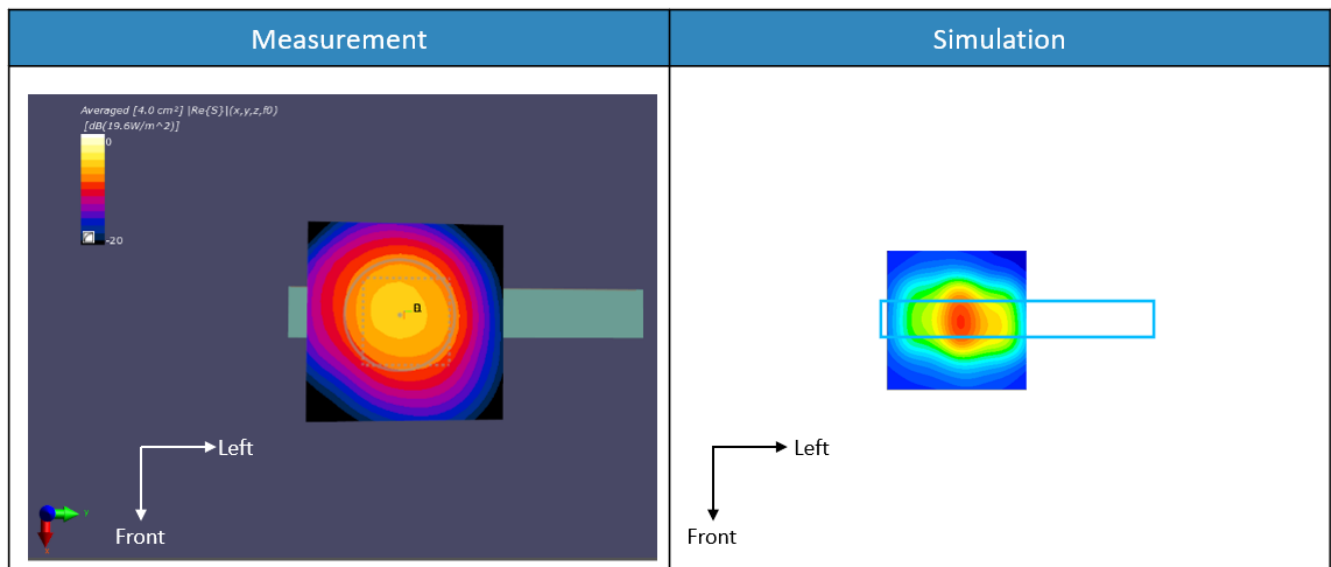 Measurement
Simulation
Averaged [4.0 cm²] |Re{S}|(x,y,z,f0)
[dB(19.6W/m^2)]
0
-20
Left
Front
Y
X
Left
Front